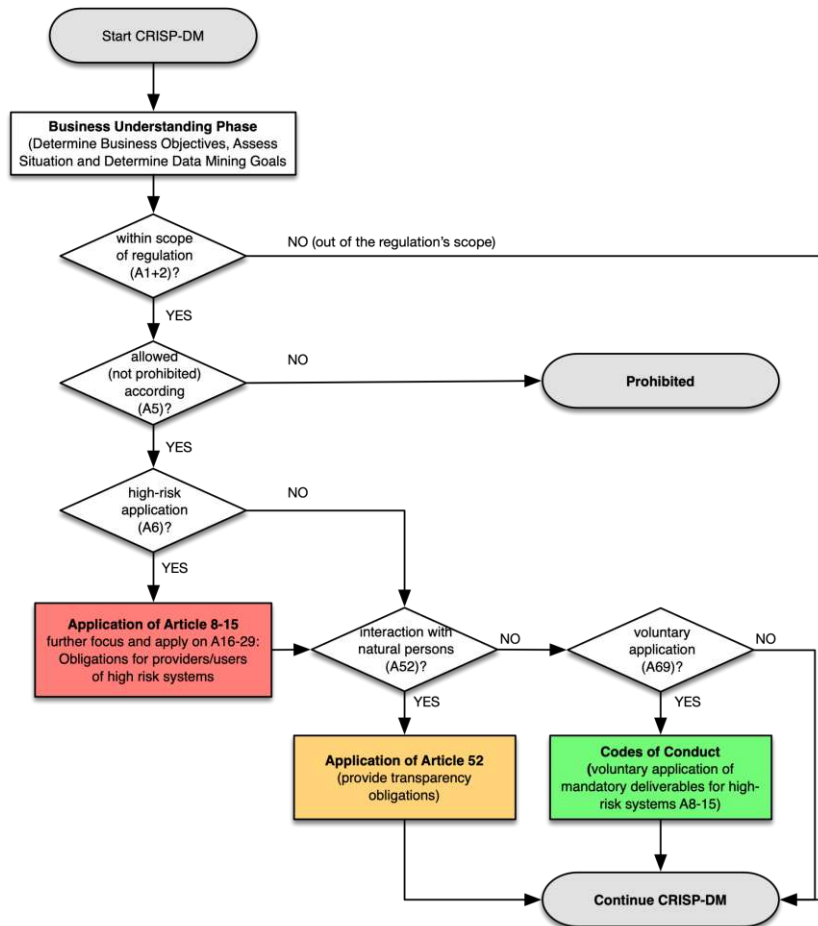 Start CRISP-DM
Business Understanding Phase
(Determine Business Objectives, Assess
Situation and Determine Data Mining Goals
within scope
of regulation
(A1+2)?
NO (out of the regulation's scope)
YES
allowed
(not prohibited)
according
(A5)?
NO
Prohibited
YES
high-risk
application
(A6)?
NO
YES
Application of Article 8-15
further focus and apply on A16-29:
Obligations for providers/users
of high risk systems
interaction with
natural persons
(A52)?
NO
voluntary
application
(A69)?
NO
YES
YES
Application of Article 52
(provide transparency
obligations)
Codes of Conduct
(voluntary application of
mandatory deliverables for high-
risk systems A8-15)
Continue CRISP-DM